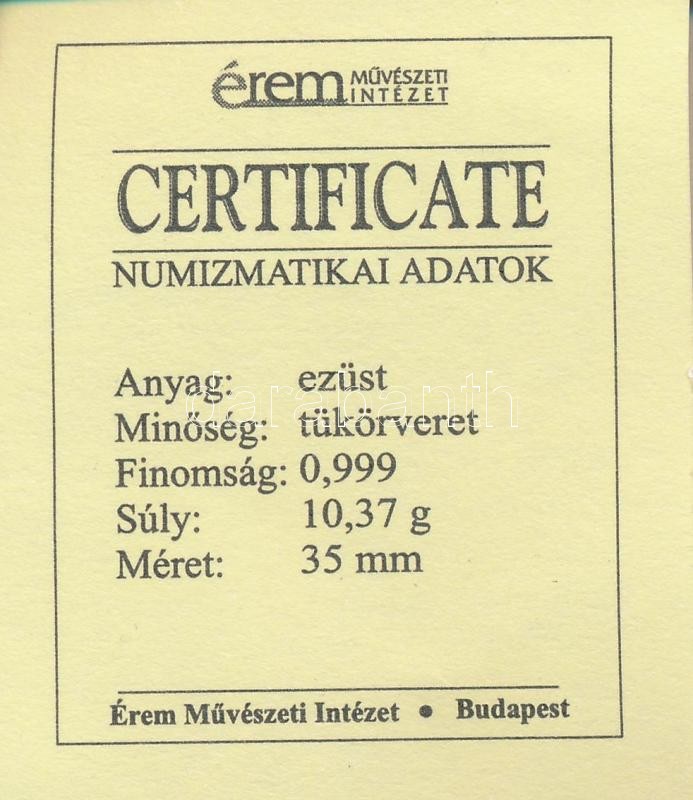 érem MŰVÉSZETI
INTÉZET
CERTIFICATE
NUMIZMATIKAI ADATOK
Anyag: ezüst
darabanth
Minőség: tükörveret
Finomság: 0,999
Súly: 10,37 g
Méret: 35 mm
Érem Művészeti Intézet • Budapest